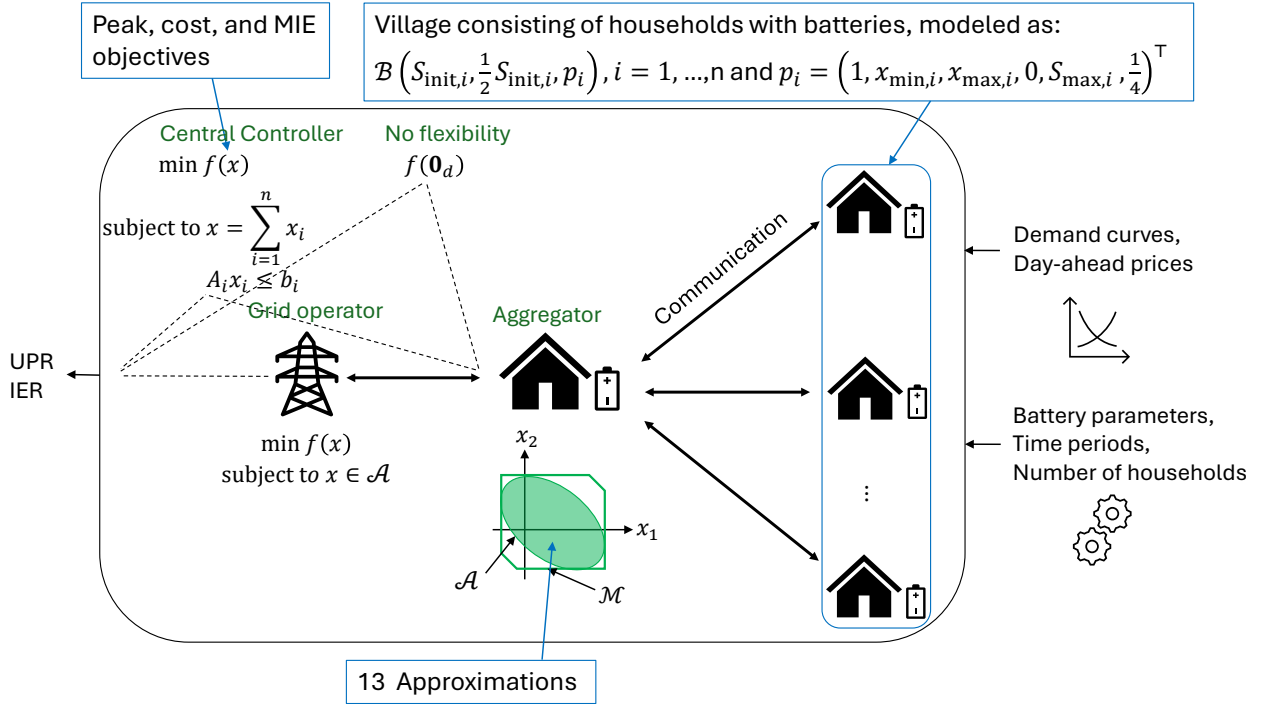 Peak, cost, and MIE
objectives
Village consisting of households with batteries, modeled as:
ℬ(S_init,i, ½ S_init,i, p_i), i = 1, …,n and p_i = (1, x_min,i, x_max,i, 0, S_max,i, ¼)^⊤
Central Controller
min f(x)
subject to x = ∑_{i=1}^{n} x_i
A_i x_i ≤ b_i
No flexibility
f(𝟎_d)
Grid operator
min f(x)
subject to x ∈ 𝒜
Aggregator
Communication
UPR
IER
x_2
x_1
𝒜
ℳ
13 Approximations
⋮
Demand curves,
Day-ahead prices
Battery parameters,
Time periods,
Number of households